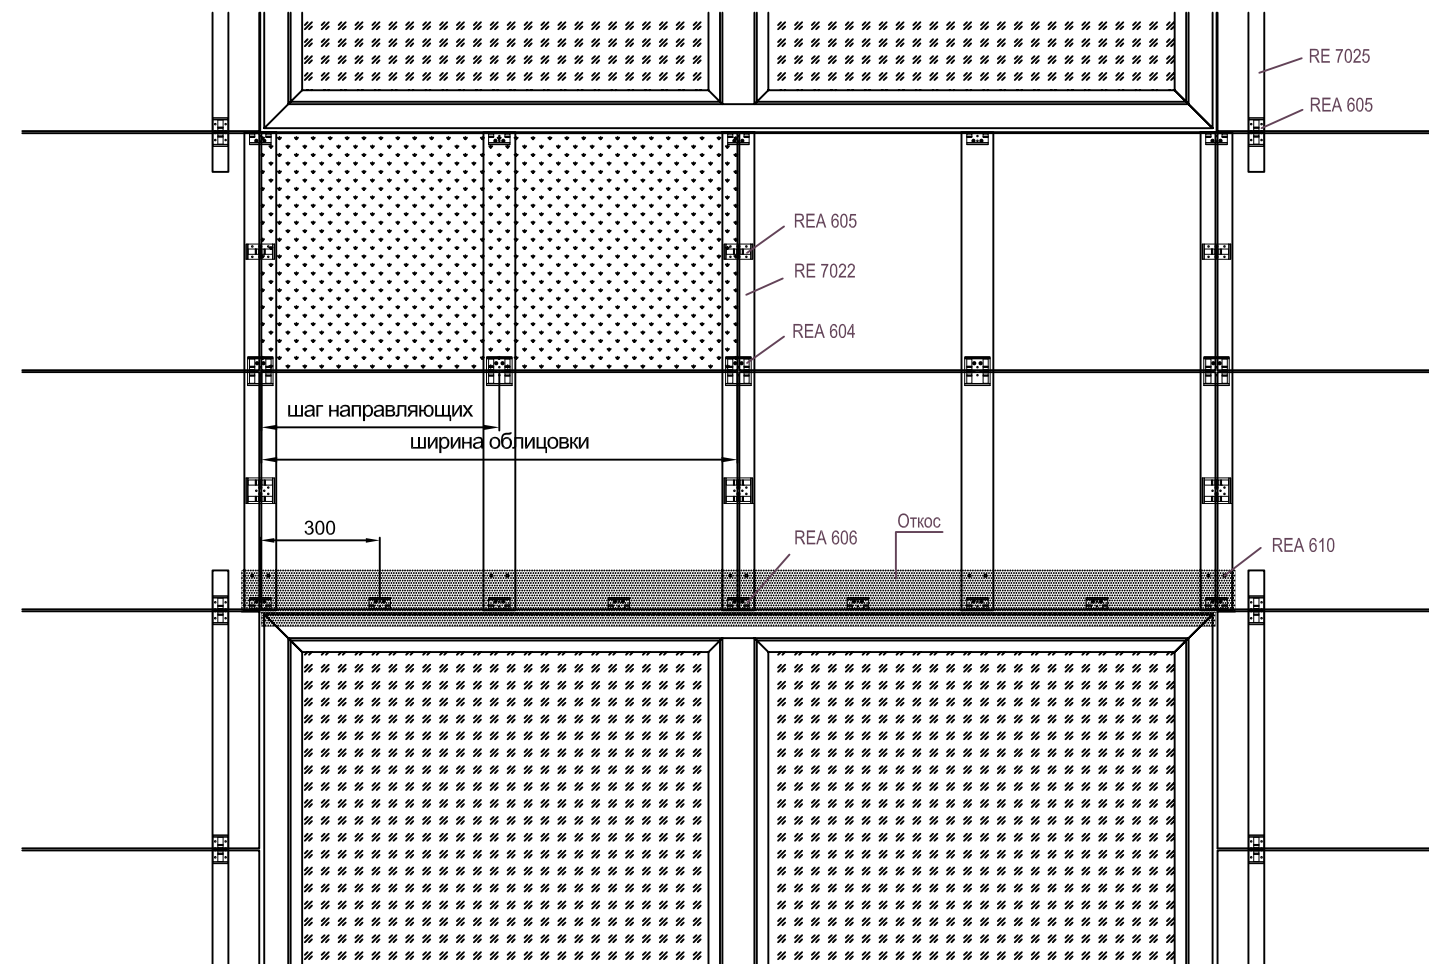 RE 7025
REA 605
REA 605
RE 7022
REA 604
шаг направляющих
ширина облицовки
300
Откос
REA 606
REA 610